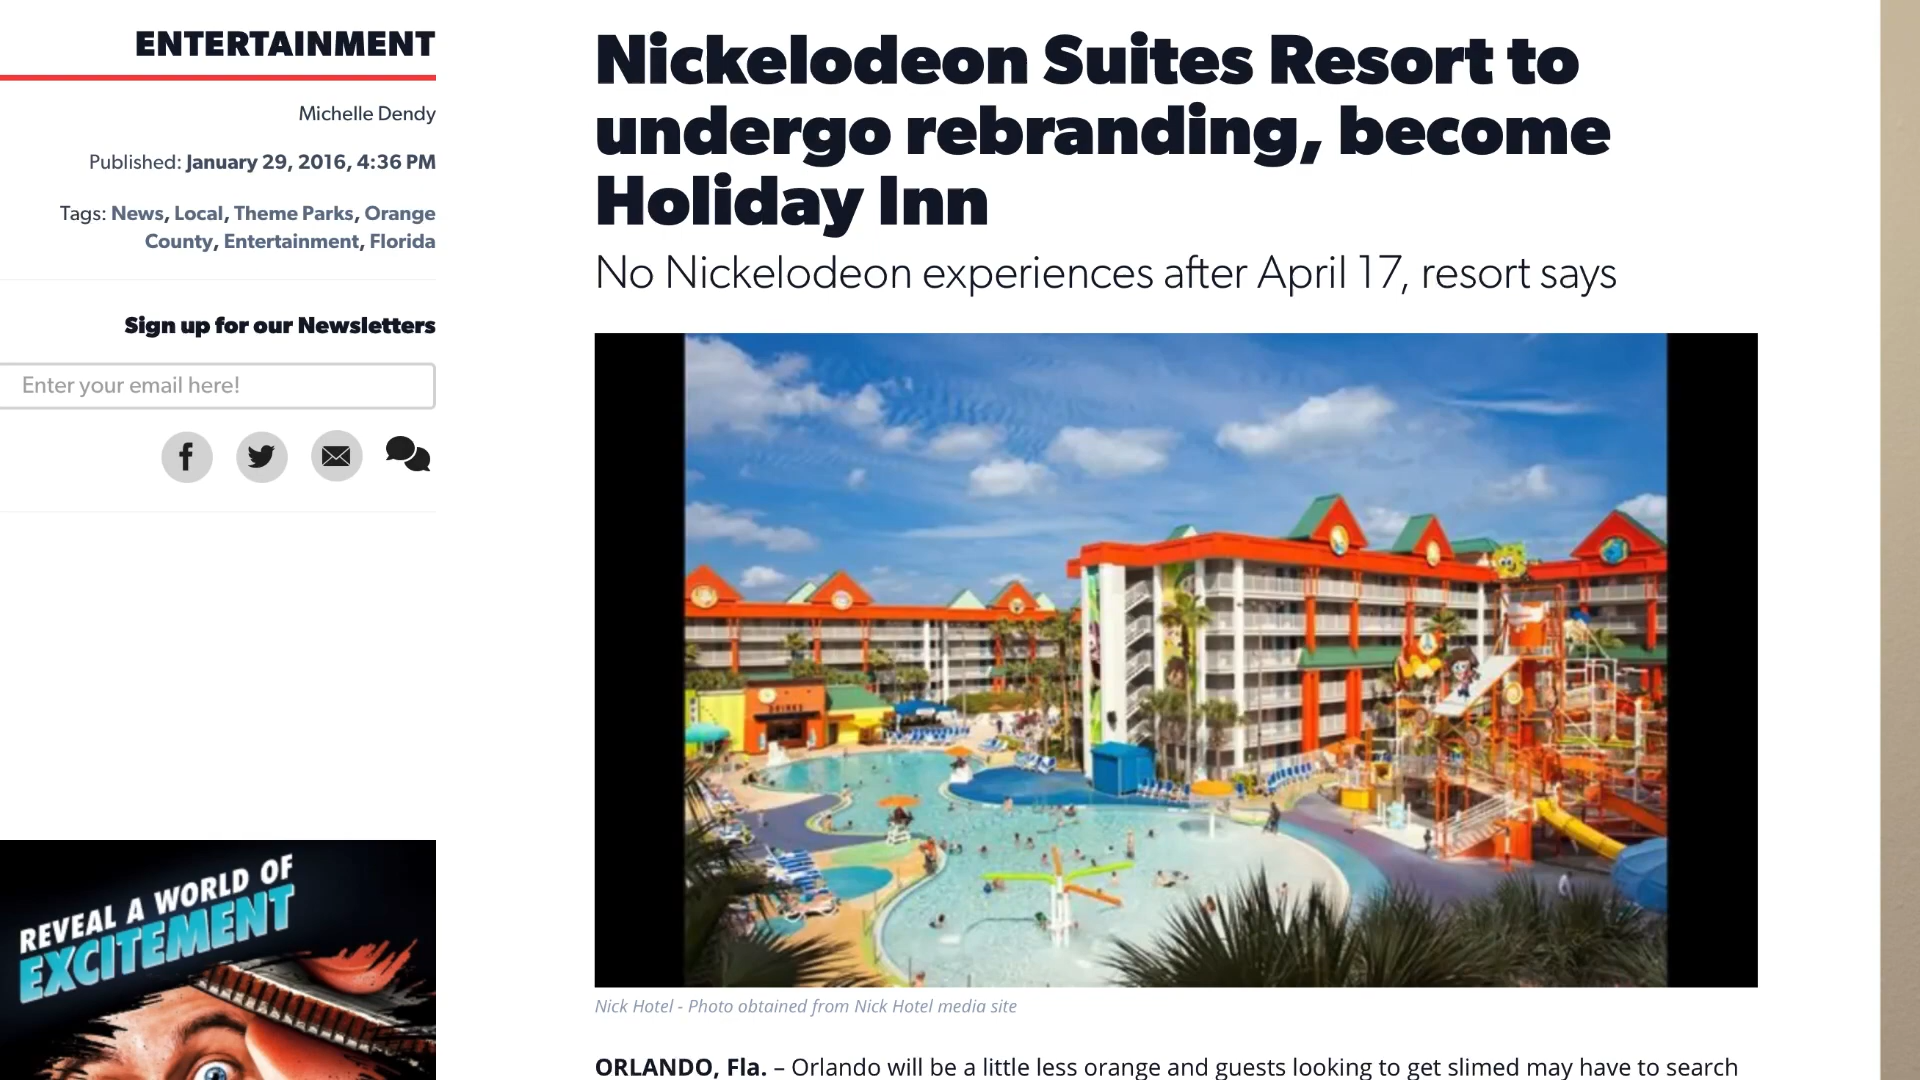 ENTERTAINMENT
Michelle Dendy
Published: January 29, 2016, 4:36 PM
Tags: News, Local, Theme Parks, Orange
County, Entertainment, Florida
Sign up for our Newsletters
Enter your email here!
REVEAL A WORLD OF
EXCITEMENT
Nickelodeon Suites Resort to
undergo rebranding, become
Holiday Inn
No Nickelodeon experiences after April 17, resort says
DRINKS
Nick Hotel - Photo obtained from Nick Hotel media site
ORLANDO, Fla. – Orlando will be a little less orange and guests looking to get slimed may have to search